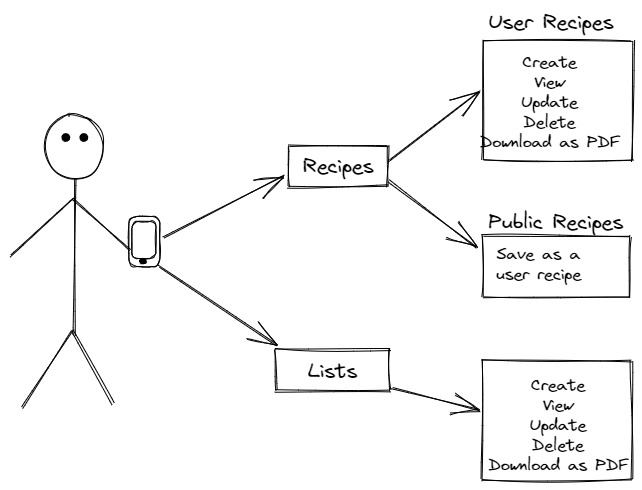 User Recipes
Create
View
Update
Delete
Download as PDF
Recipes
Public Recipes
Save as a
user recipe
Lists
Create
View
Update
Delete
Download as PDF